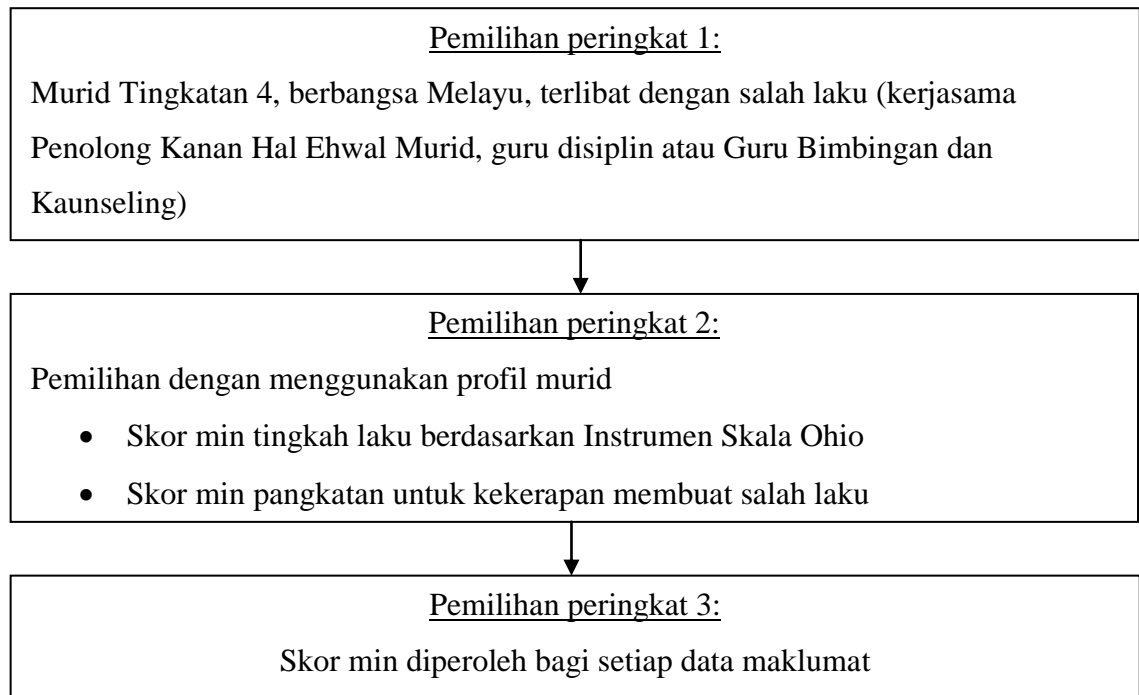 Pemilihan peringkat 1:
Murid Tingkatan 4, berbangsa Melayu, terlibat dengan salah laku (kerjasama
Penolong Kanan Hal Ehwal Murid, guru disiplin atau Guru Bimbingan dan
Kaunseling)
Pemilihan peringkat 2:
Pemilihan dengan menggunakan profil murid
• Skor min tingkah laku berdasarkan Instrumen Skala Ohio
• Skor min pangkatan untuk kekerapan membuat salah laku
Pemilihan peringkat 3:
Skor min diperoleh bagi setiap data maklumat